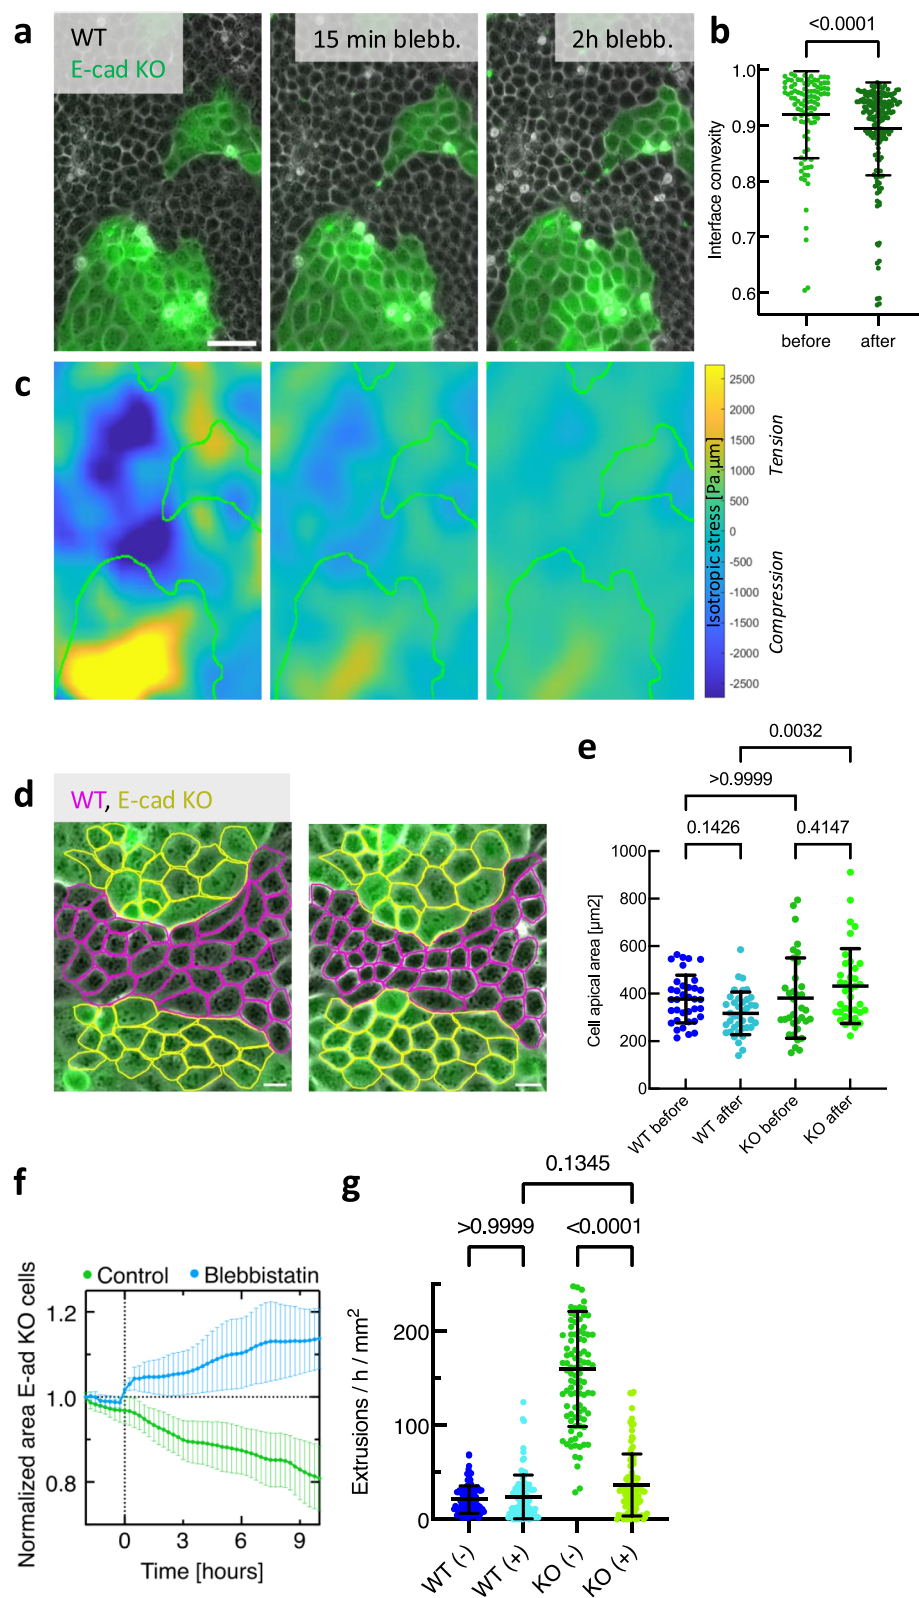 a
WT
E-cad KO
15 min blebb.
2h blebb.
b
<0.0001
Interface convexity
1.0
0.9
0.8
0.7
0.6
before
after
c
2500
2000
1500
1000
500
0
-500
-1000
-1500
-2000
-2500
Isotropic stress [Pa.µm]
Tension
Compression
d
WT, E-cad KO
e
0.0032
>0.9999
0.1426
0.4147
Cell apical area [µm2]
1000
800
600
400
200
0
WT before
WT after
KO before
KO after
f
Control
Blebbistatin
Normalized area E-ad KO cells
1.2
1.0
0.8
0
3
6
9
Time [hours]
g
0.1345
>0.9999
<0.0001
Extrusions / h / mm²
200
100
0
WT (-)
WT (+)
KO (-)
KO (+)